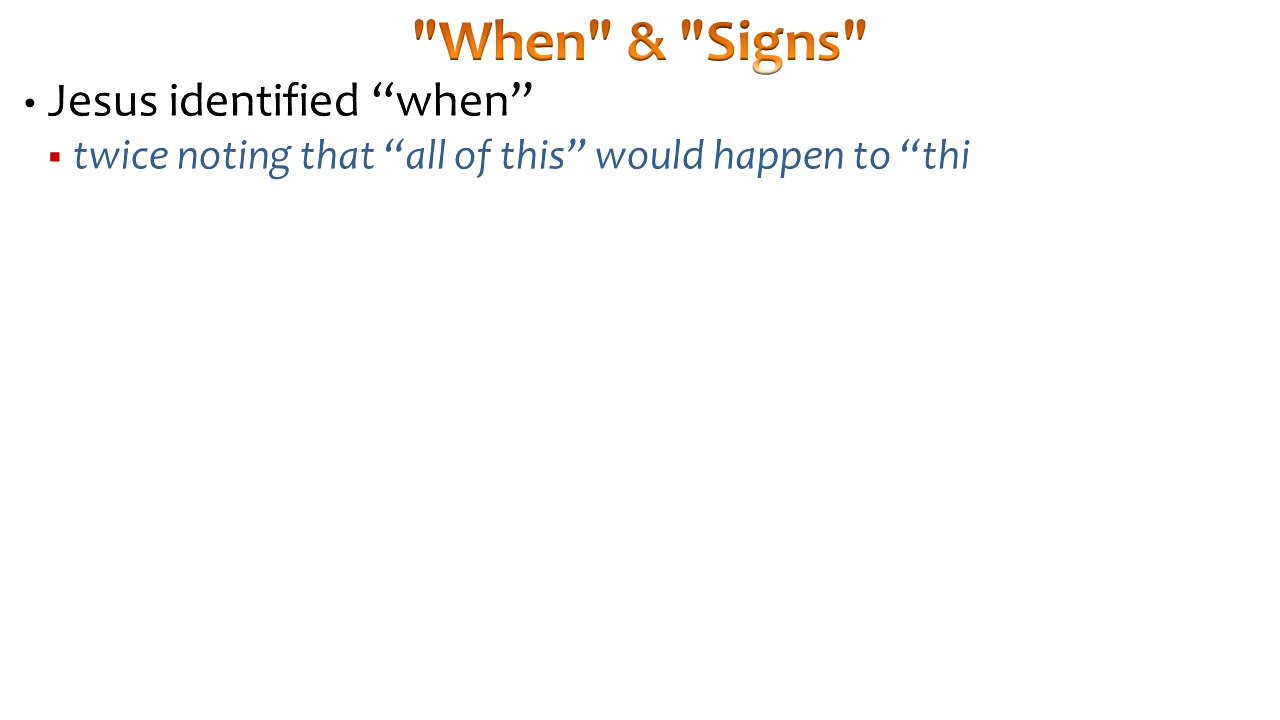 "When" & "Signs"
• Jesus identified “when”
▪ twice noting that “all of this” would happen to “thi